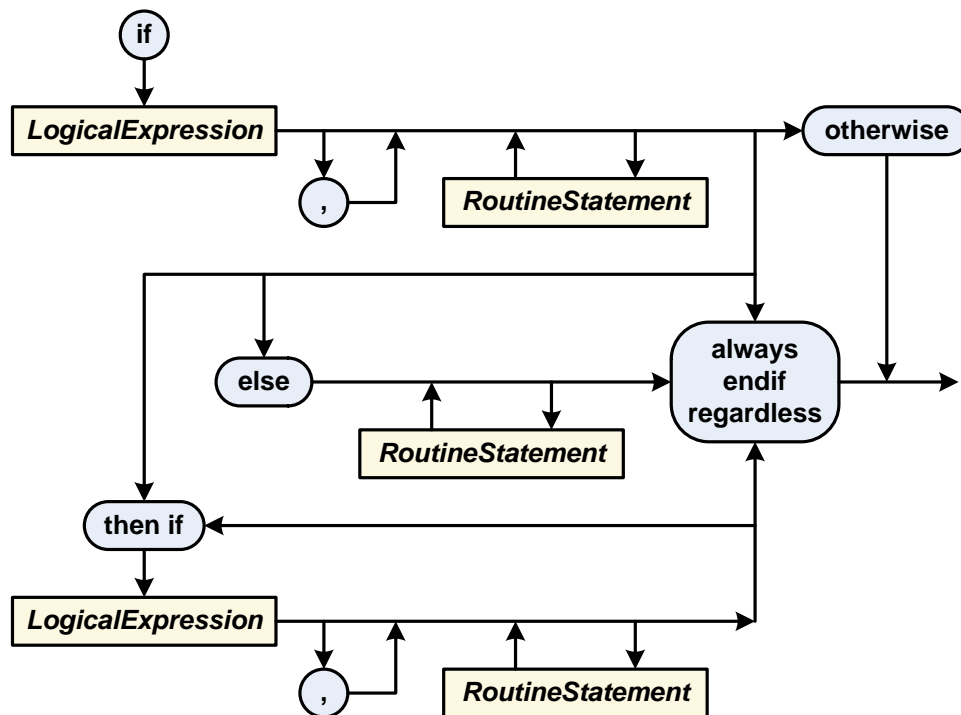 if
LogicalExpression
otherwise
,
RoutineStatement
always
endif
regardless
else
RoutineStatement
then if
LogicalExpression
,
RoutineStatement